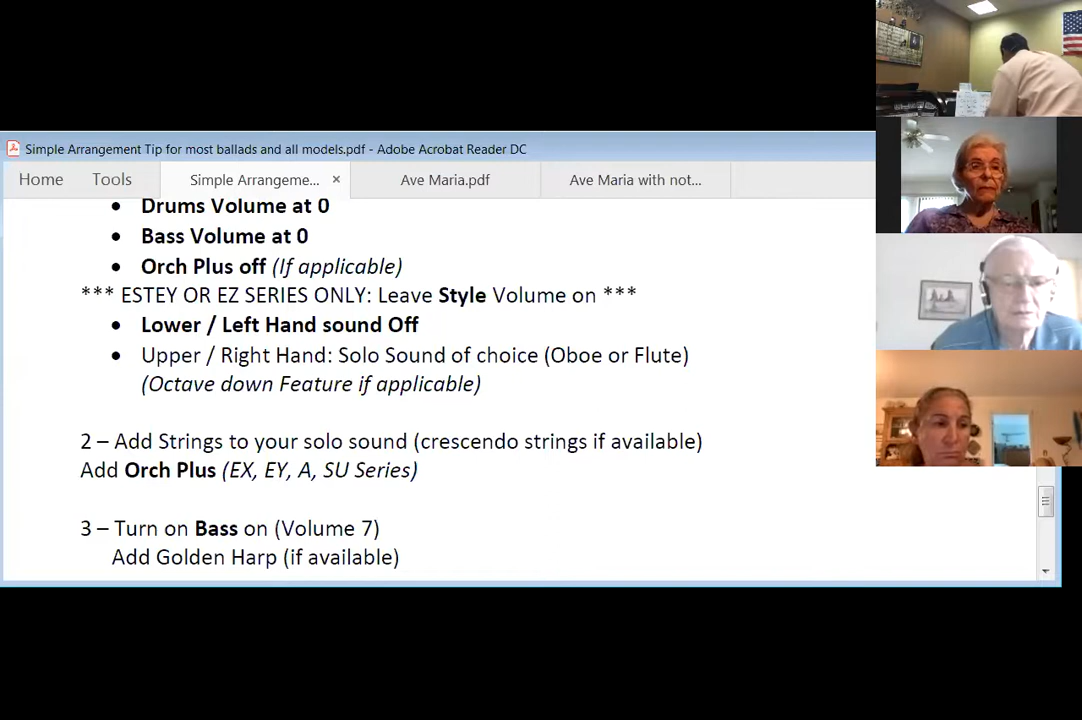 Simple Arrangement Tip for most ballads and all models.pdf - Adobe Acrobat Reader DC
Home Tools Simple Arrangeme... × Ave Maria.pdf Ave Maria with not...
• Drums Volume at 0
• Bass Volume at 0
• Orch Plus off (If applicable)
*** ESTEY OR EZ SERIES ONLY: Leave Style Volume on ***
• Lower / Left Hand sound Off
• Upper / Right Hand: Solo Sound of choice (Oboe or Flute)
(Octave down Feature if applicable)
2 – Add Strings to your solo sound (crescendo strings if available)
Add Orch Plus (EX, EY, A, SU Series)
3 – Turn on Bass on (Volume 7)
Add Golden Harp (if available)